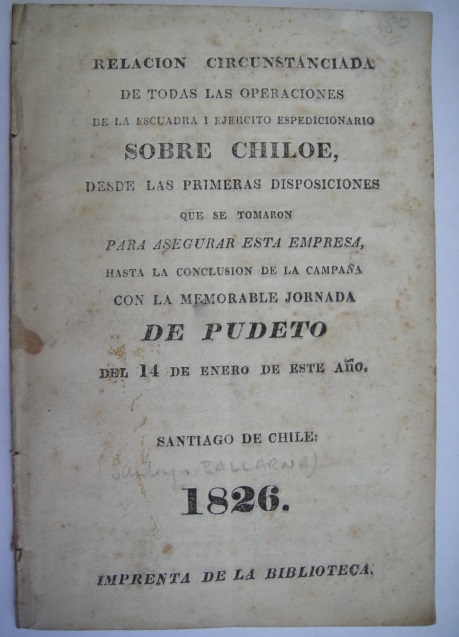 RELACION CIRCUNSTANCIADA
DE TODAS LAS OPERACIONES
DE LA ESCUADRA I EJERCITO ESPEDICIONARIO
SOBRE CHILOE,
DESDE LAS PRIMERAS DISPOSICIONES
QUE SE TOMARON
PARA ASEGURAR ESTA EMPRESA,
HASTA LA CONCLUSION DE LA CAMPAÑA
CON LA MEMORABLE JORNADA
DE PUDETO
DEL 14 DE ENERO DE ESTE AÑO.
SANTIAGO DE CHILE:
1826.
IMPRENTA DE LA BIBLIOTECA.